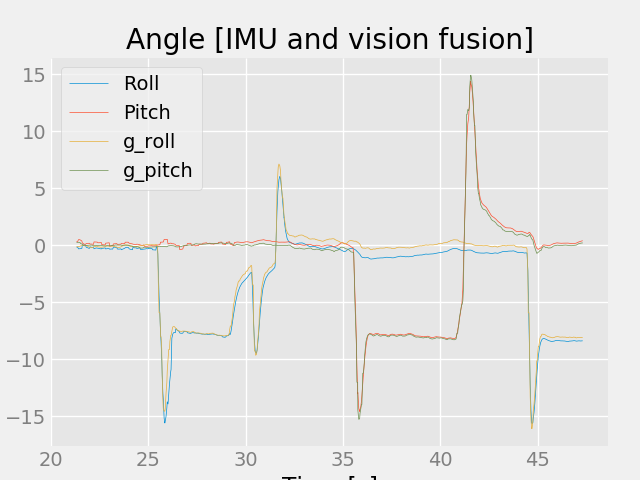 Angle [IMU and vision fusion]
15
10
5
0
−5
−10
−15
Roll
Pitch
g_roll
g_pitch
20 25 30 35 40 45
Time [s]